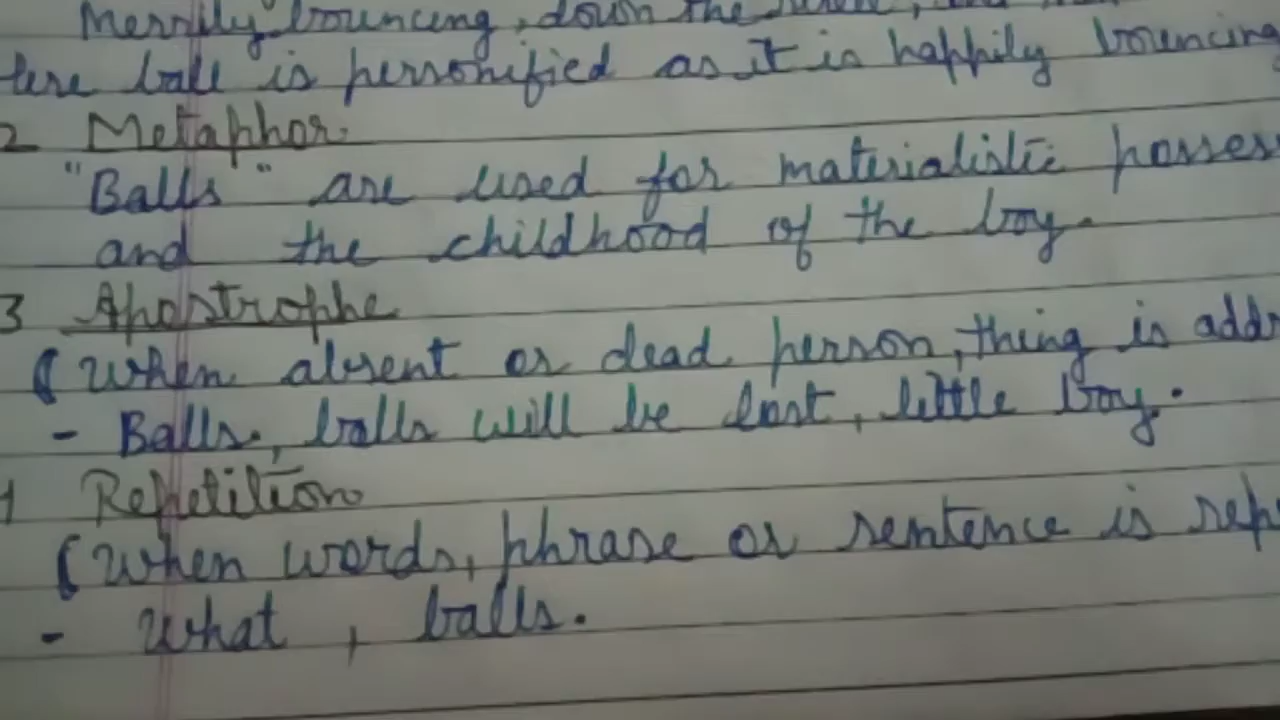 Merrily bouncing, down the
here ball is personified as it is happily bouncing
2 Metaphor.
"Balls" are used for materialistic posses
and the childhood of the boy.
3 Apostrophe
( When absent or dead person, thing is addr
- Balls, balls will be lost, little boy.
Repetition
( When words, phrase or sentence is rep
- What , balls.